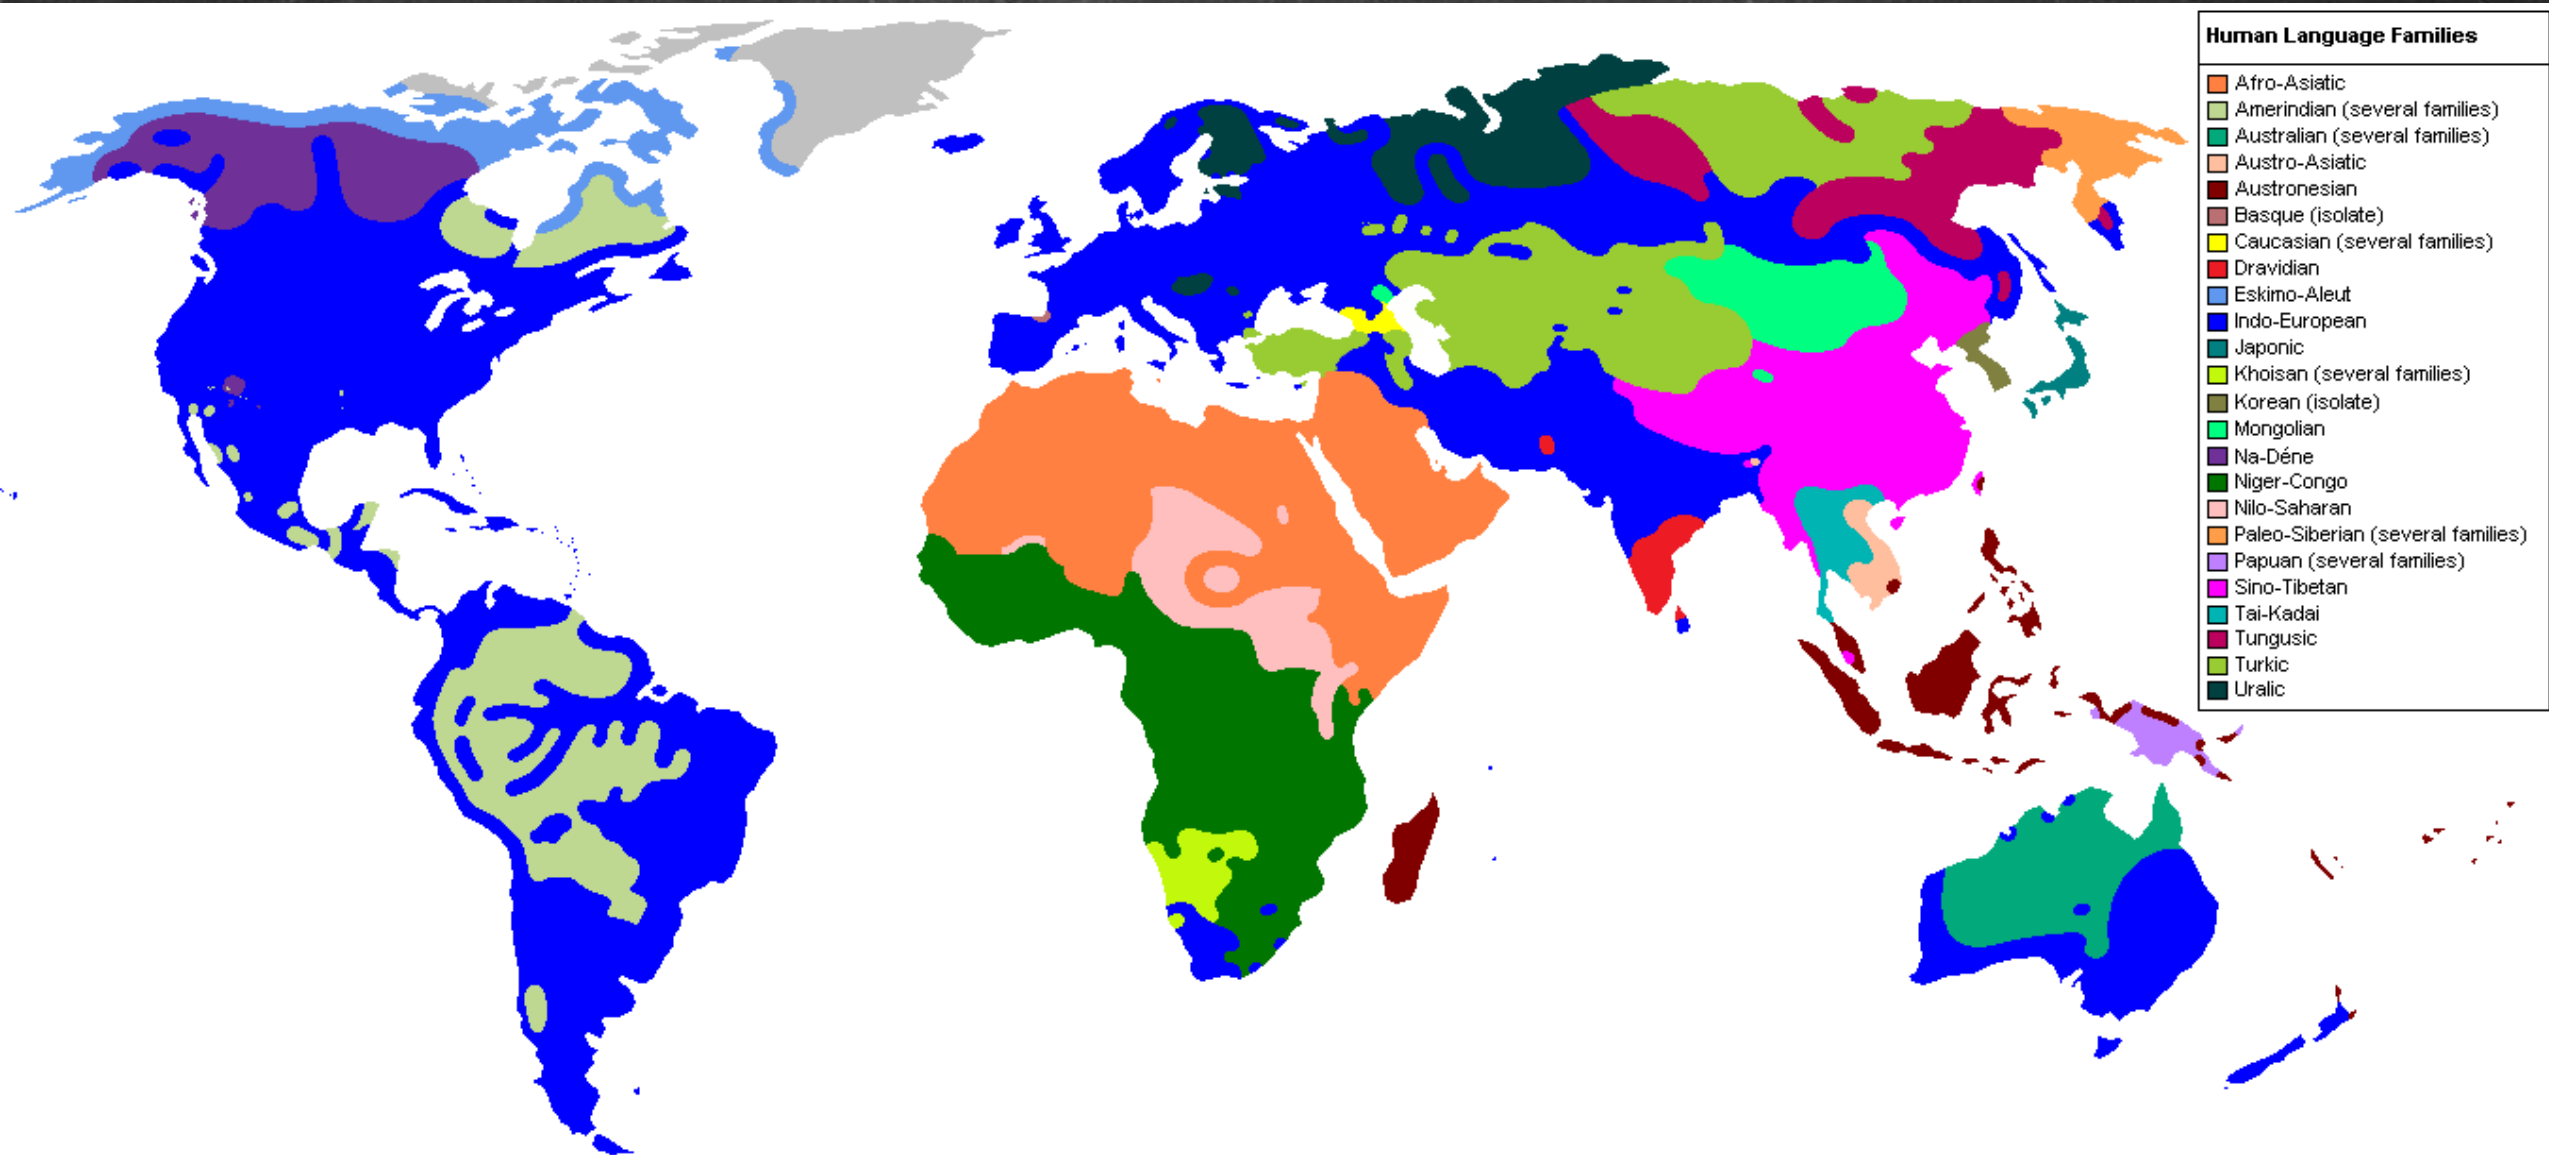 Human Language Families
Afro-Asiatic
Amerindian (several families)
Australian (several families)
Austro-Asiatic
Austronesian
Basque (isolate)
Caucasian (several families)
Dravidian
Eskimo-Aleut
Indo-European
Japonic
Khoisan (several families)
Korean (isolate)
Mongolian
Na-Déne
Niger-Congo
Nilo-Saharan
Paleo-Siberian (several families)
Papuan (several families)
Sino-Tibetan
Tai-Kadai
Tungusic
Turkic
Uralic